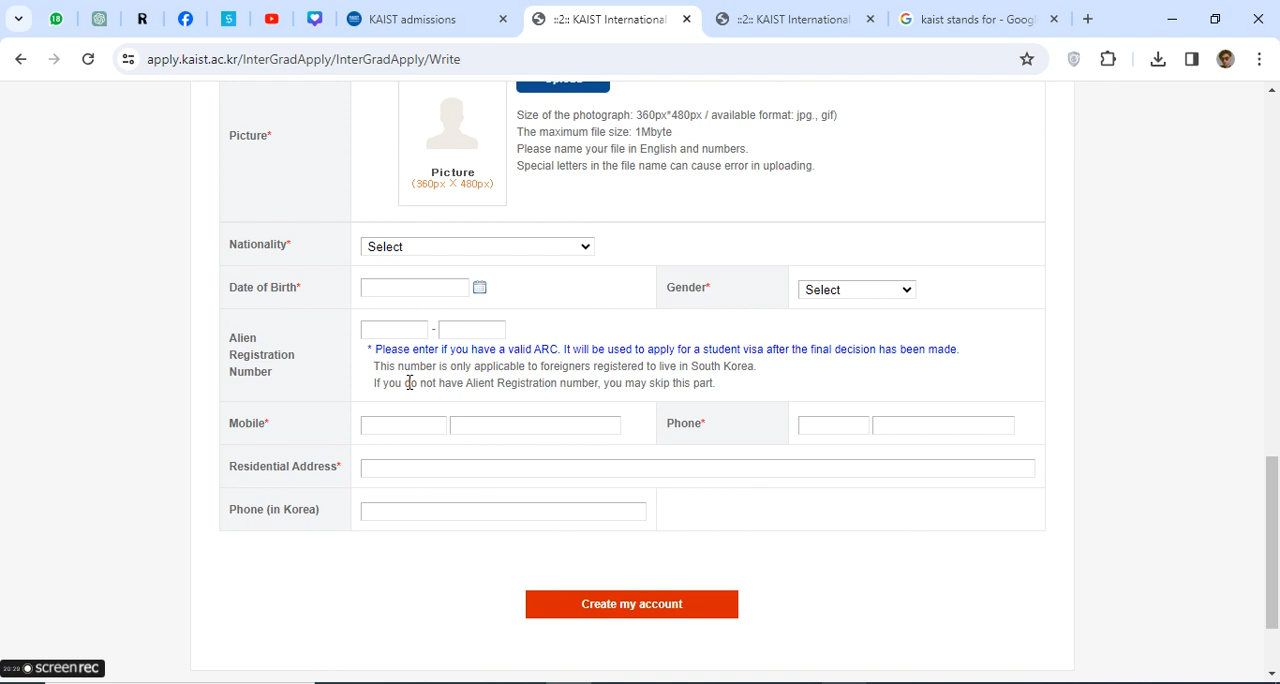 18
R
S
KAIST admissions
::2:: KAIST International
::2:: KAIST International
kaist stands for - Googl
apply.kaist.ac.kr/InterGradApply/InterGradApply/Write
Picture*
Picture
(360px X 480px)
Size of the photograph: 360px*480px / available format: jpg., gif)
The maximum file size: 1Mbyte
Please name your file in English and numbers.
Special letters in the file name can cause error in uploading.
Nationality*
Select
Date of Birth*
Gender*
Select
Alien
Registration
Number
-
* Please enter if you have a valid ARC. It will be used to apply for a student visa after the final decision has been made.
This number is only applicable to foreigners registered to live in South Korea.
If you do not have Alient Registration number, you may skip this part.
Mobile*
Phone*
Residential Address*
Phone (in Korea)
Create my account
screenrec